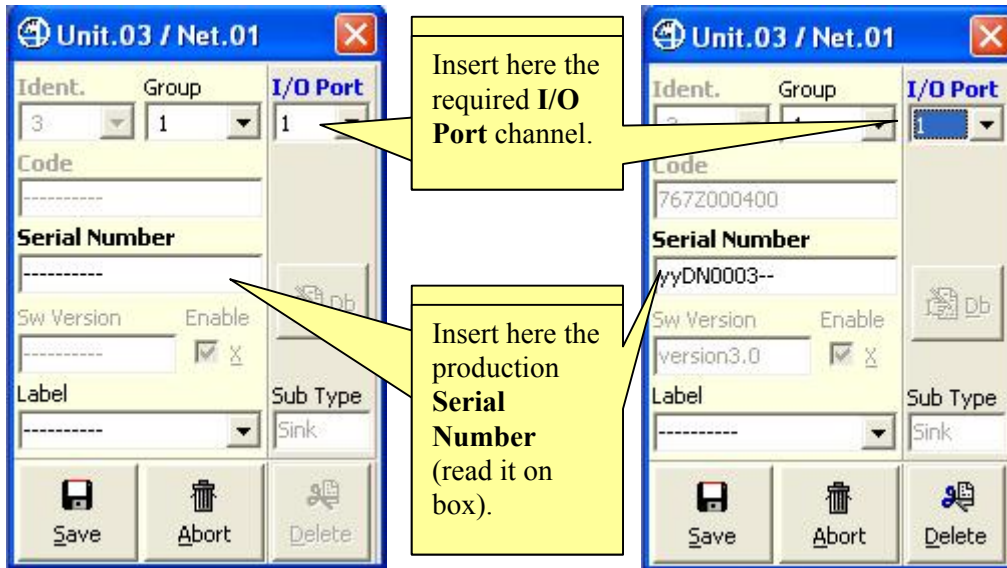 Unit.03 / Net.01
Ident. Group I/O Port
3 1 1
Code
----------
Serial Number
----------
Db
Sw Version Enable
---------- X
Label Sub Type
---------- Sink
Save Abort Delete
Insert here the
required I/O
Port channel.
Insert here the
production
Serial
Number
(read it on
box).
Unit.03 / Net.01
Ident. Group I/O Port
1
Code
767Z000400
Serial Number
yyDN0003--
Db
Sw Version Enable
version3.0 X
Label Sub Type
---------- Sink
Save Abort Delete